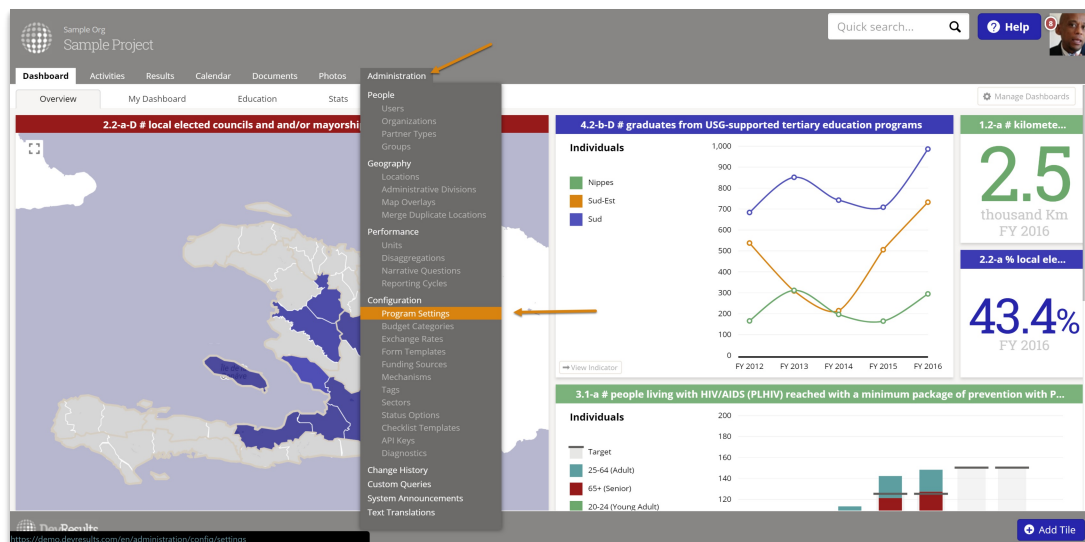 Sample Org
Sample Project
Quick search...
? Help
8
Dashboard Activities Results Calendar Documents Photos Administration
Overview My Dashboard Education Stats
Manage Dashboards
People
Users
Organizations
Partner Types
Groups
Geography
Locations
Administrative Divisions
Map Overlays
Merge Duplicate Locations
Performance
Units
Disaggregations
Narrative Questions
Reporting Cycles
Configuration
Program Settings
Budget Categories
Exchange Rates
Form Templates
Funding Sources
Mechanisms
Tags
Sectors
Status Options
Checklist Templates
API Keys
Diagnostics
Change History
Custom Queries
System Announcements
Text Translations
2.2-a-D # local elected councils and and/or mayorshi
4.2-b-D # graduates from USG-supported tertiary education programs
Individuals
Nippes
Sud-Est
Sud
1,000
900
800
700
600
500
400
300
200
100
0
FY 2012 FY 2013 FY 2014 FY 2015 FY 2016
View Indicator
1.2-a # kilomete...
2.5
thousand Km
FY 2016
2.2-a % local ele...
43.4%
FY 2016
3.1-a # people living with HIV/AIDS (PLHIV) reached with a minimum package of prevention with P...
Individuals
Target
25-64 (Adult)
65+ (Senior)
20-24 (Young Adult)
200
180
160
140
120
DevResults
https://demo.devresults.com/en/administration/config/settings
Add Tile